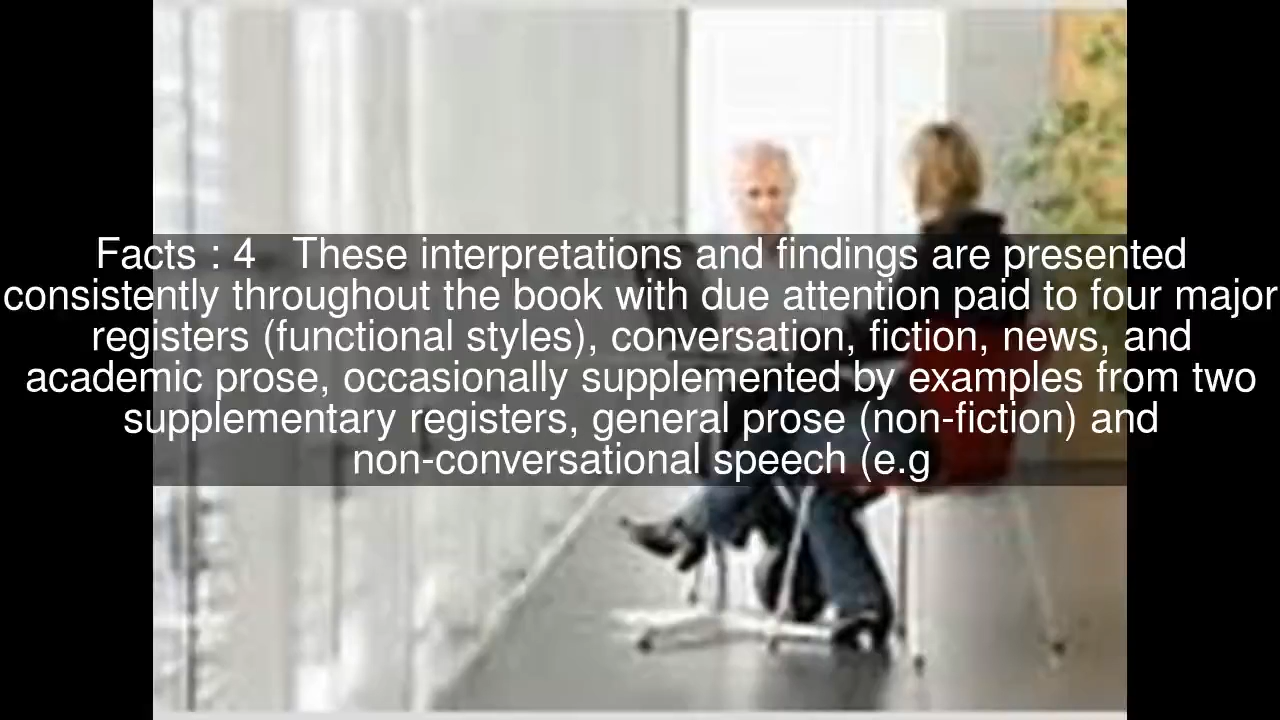 Facts : 4   These interpretations and findings are presented
consistently throughout the book with due attention paid to four major
registers (functional styles), conversation, fiction, news, and
academic prose, occasionally supplemented by examples from two
supplementary registers, general prose (non-fiction) and
non-conversational speech (e.g